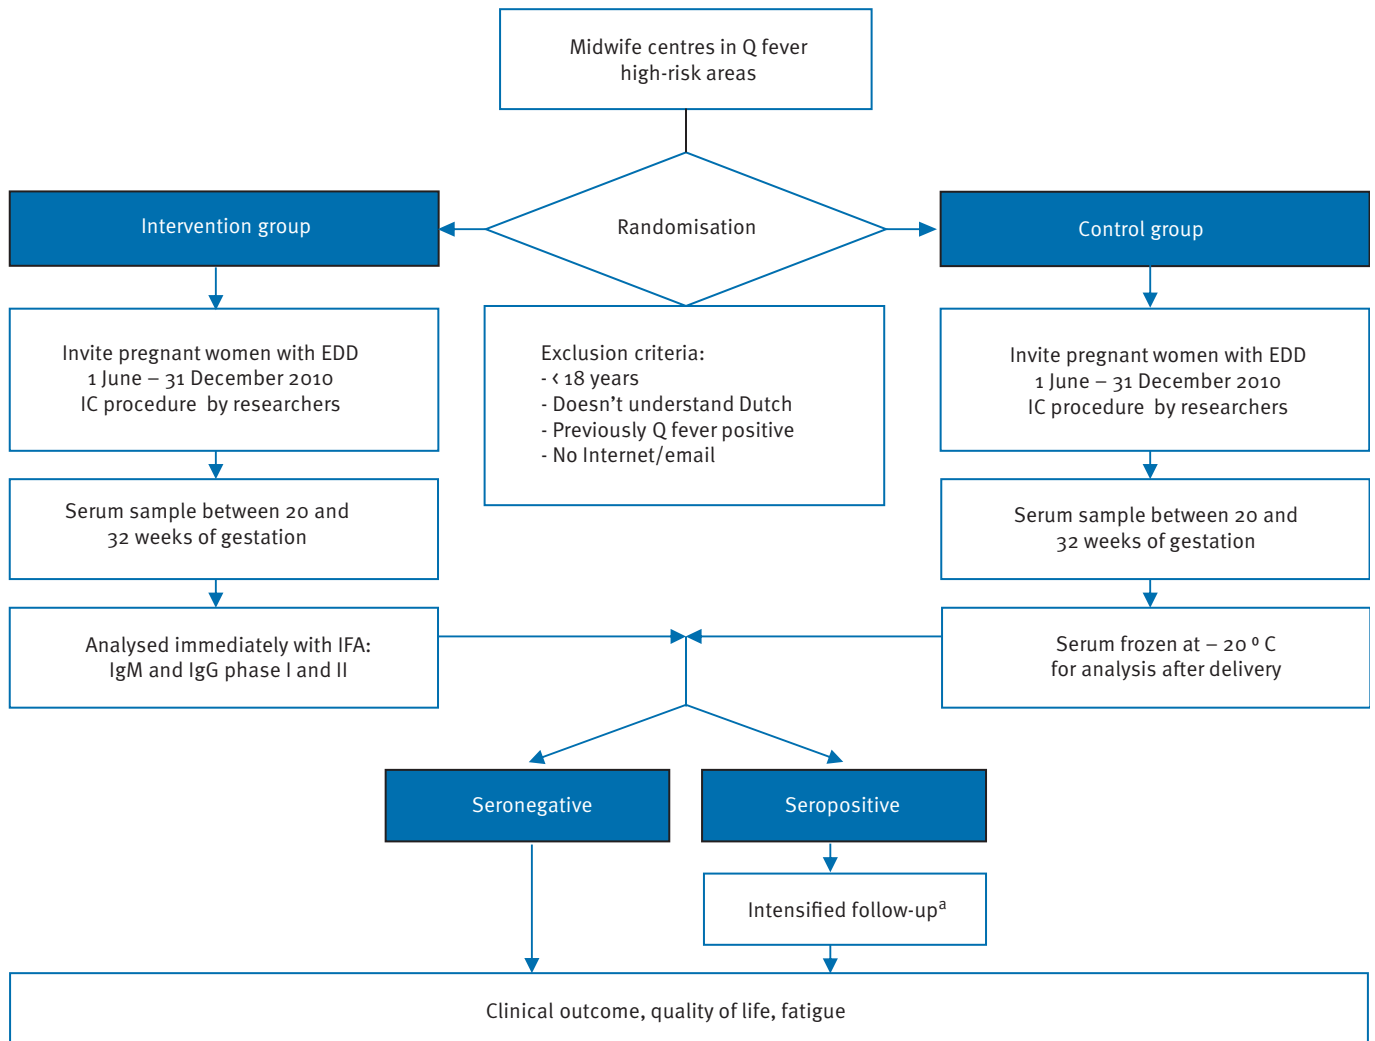 Midwife centres in Q fever
high-risk areas
Randomisation
Intervention group
Control group
Invite pregnant women with EDD
1 June – 31 December 2010
IC procedure by researchers
Exclusion criteria:
- < 18 years
- Doesn't understand Dutch
- Previously Q fever positive
- No Internet/email
Invite pregnant women with EDD
1 June – 31 December 2010
IC procedure by researchers
Serum sample between 20 and
32 weeks of gestation
Serum sample between 20 and
32 weeks of gestation
Analysed immediately with IFA:
IgM and IgG phase I and II
Serum frozen at – 20 º C
for analysis after delivery
Seronegative
Seropositive
Intensified follow-upᵃ
Clinical outcome, quality of life, fatigue